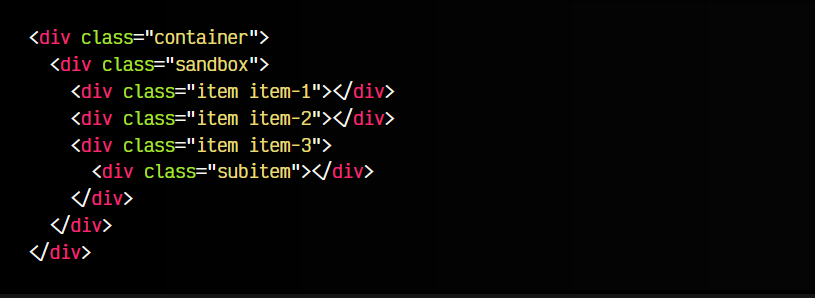 <div class="container">
  <div class="sandbox">
    <div class="item item-1"></div>
    <div class="item item-2"></div>
    <div class="item item-3">
      <div class="subitem"></div>
    </div>
  </div>
</div>